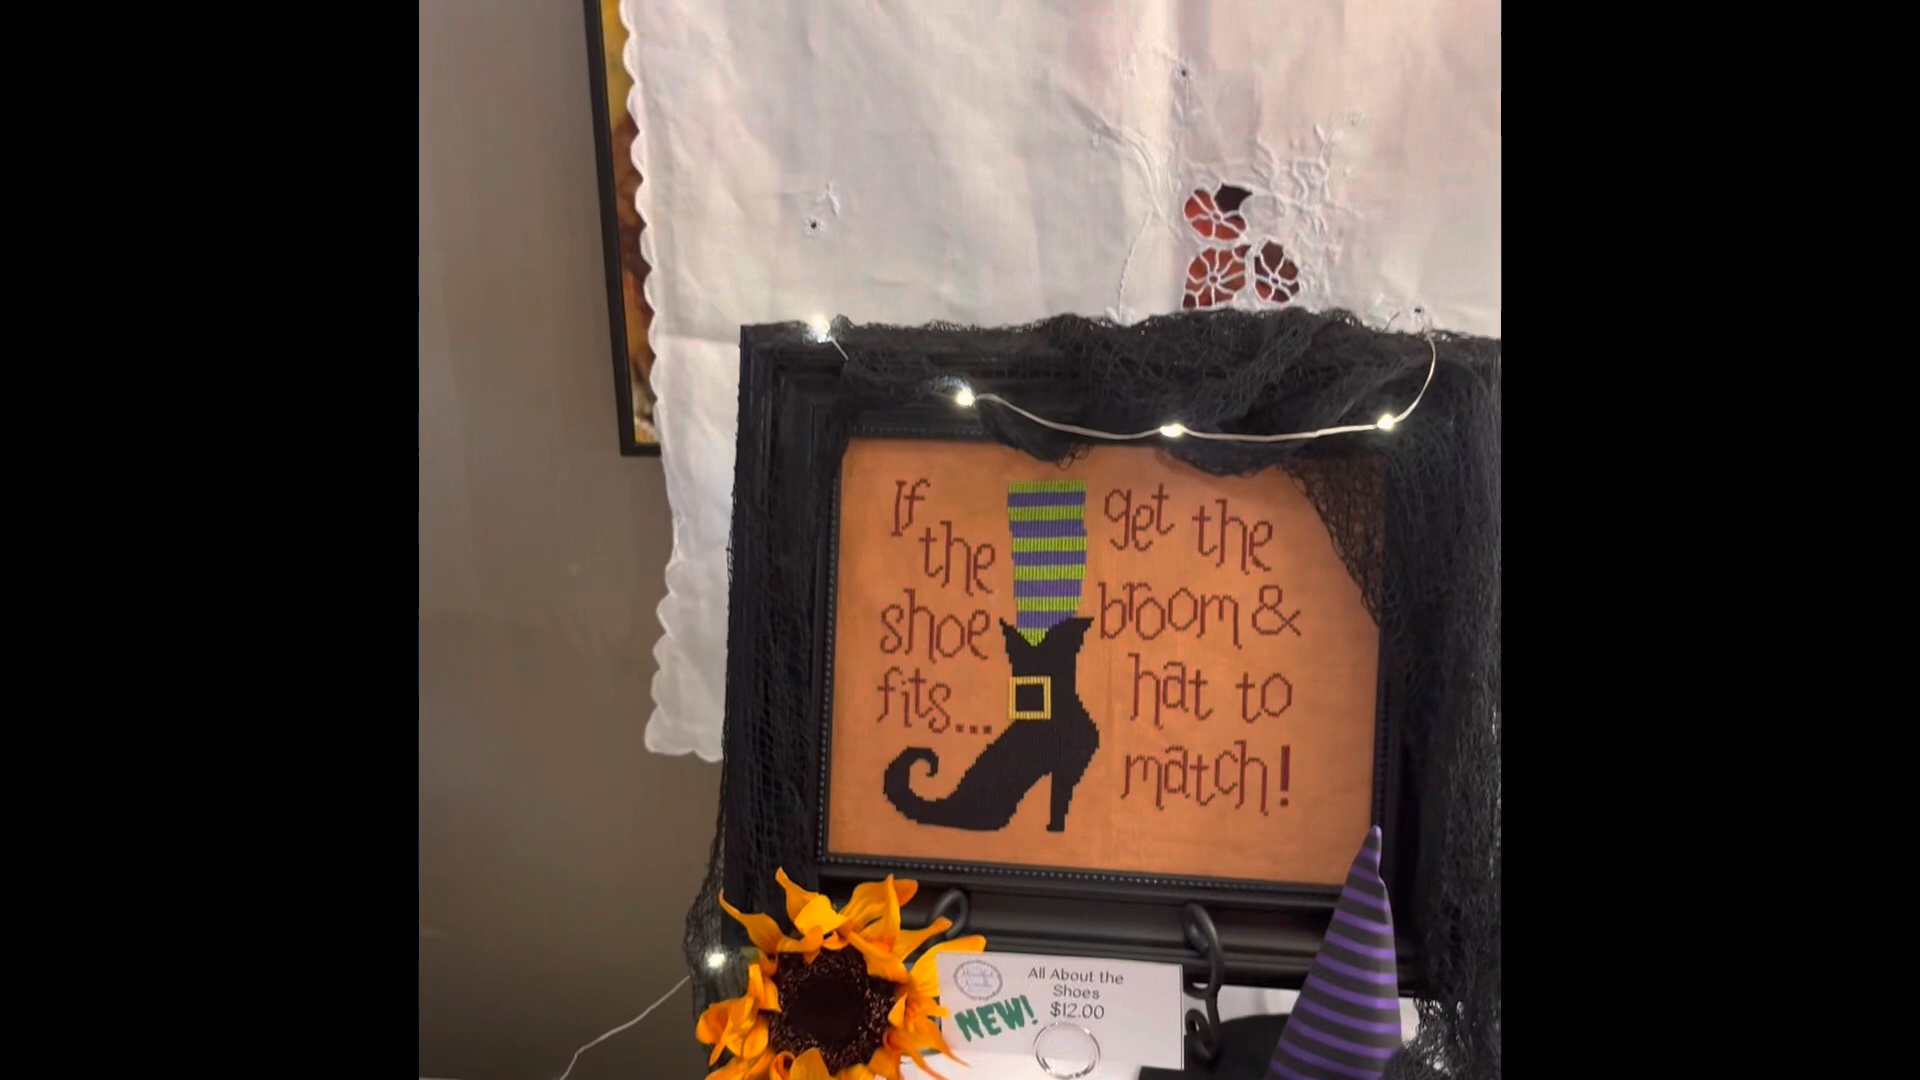 If
the
shoe
fits...
get the
broom &
hat to
match!
All About the
Shoes
$12.00
NEW!